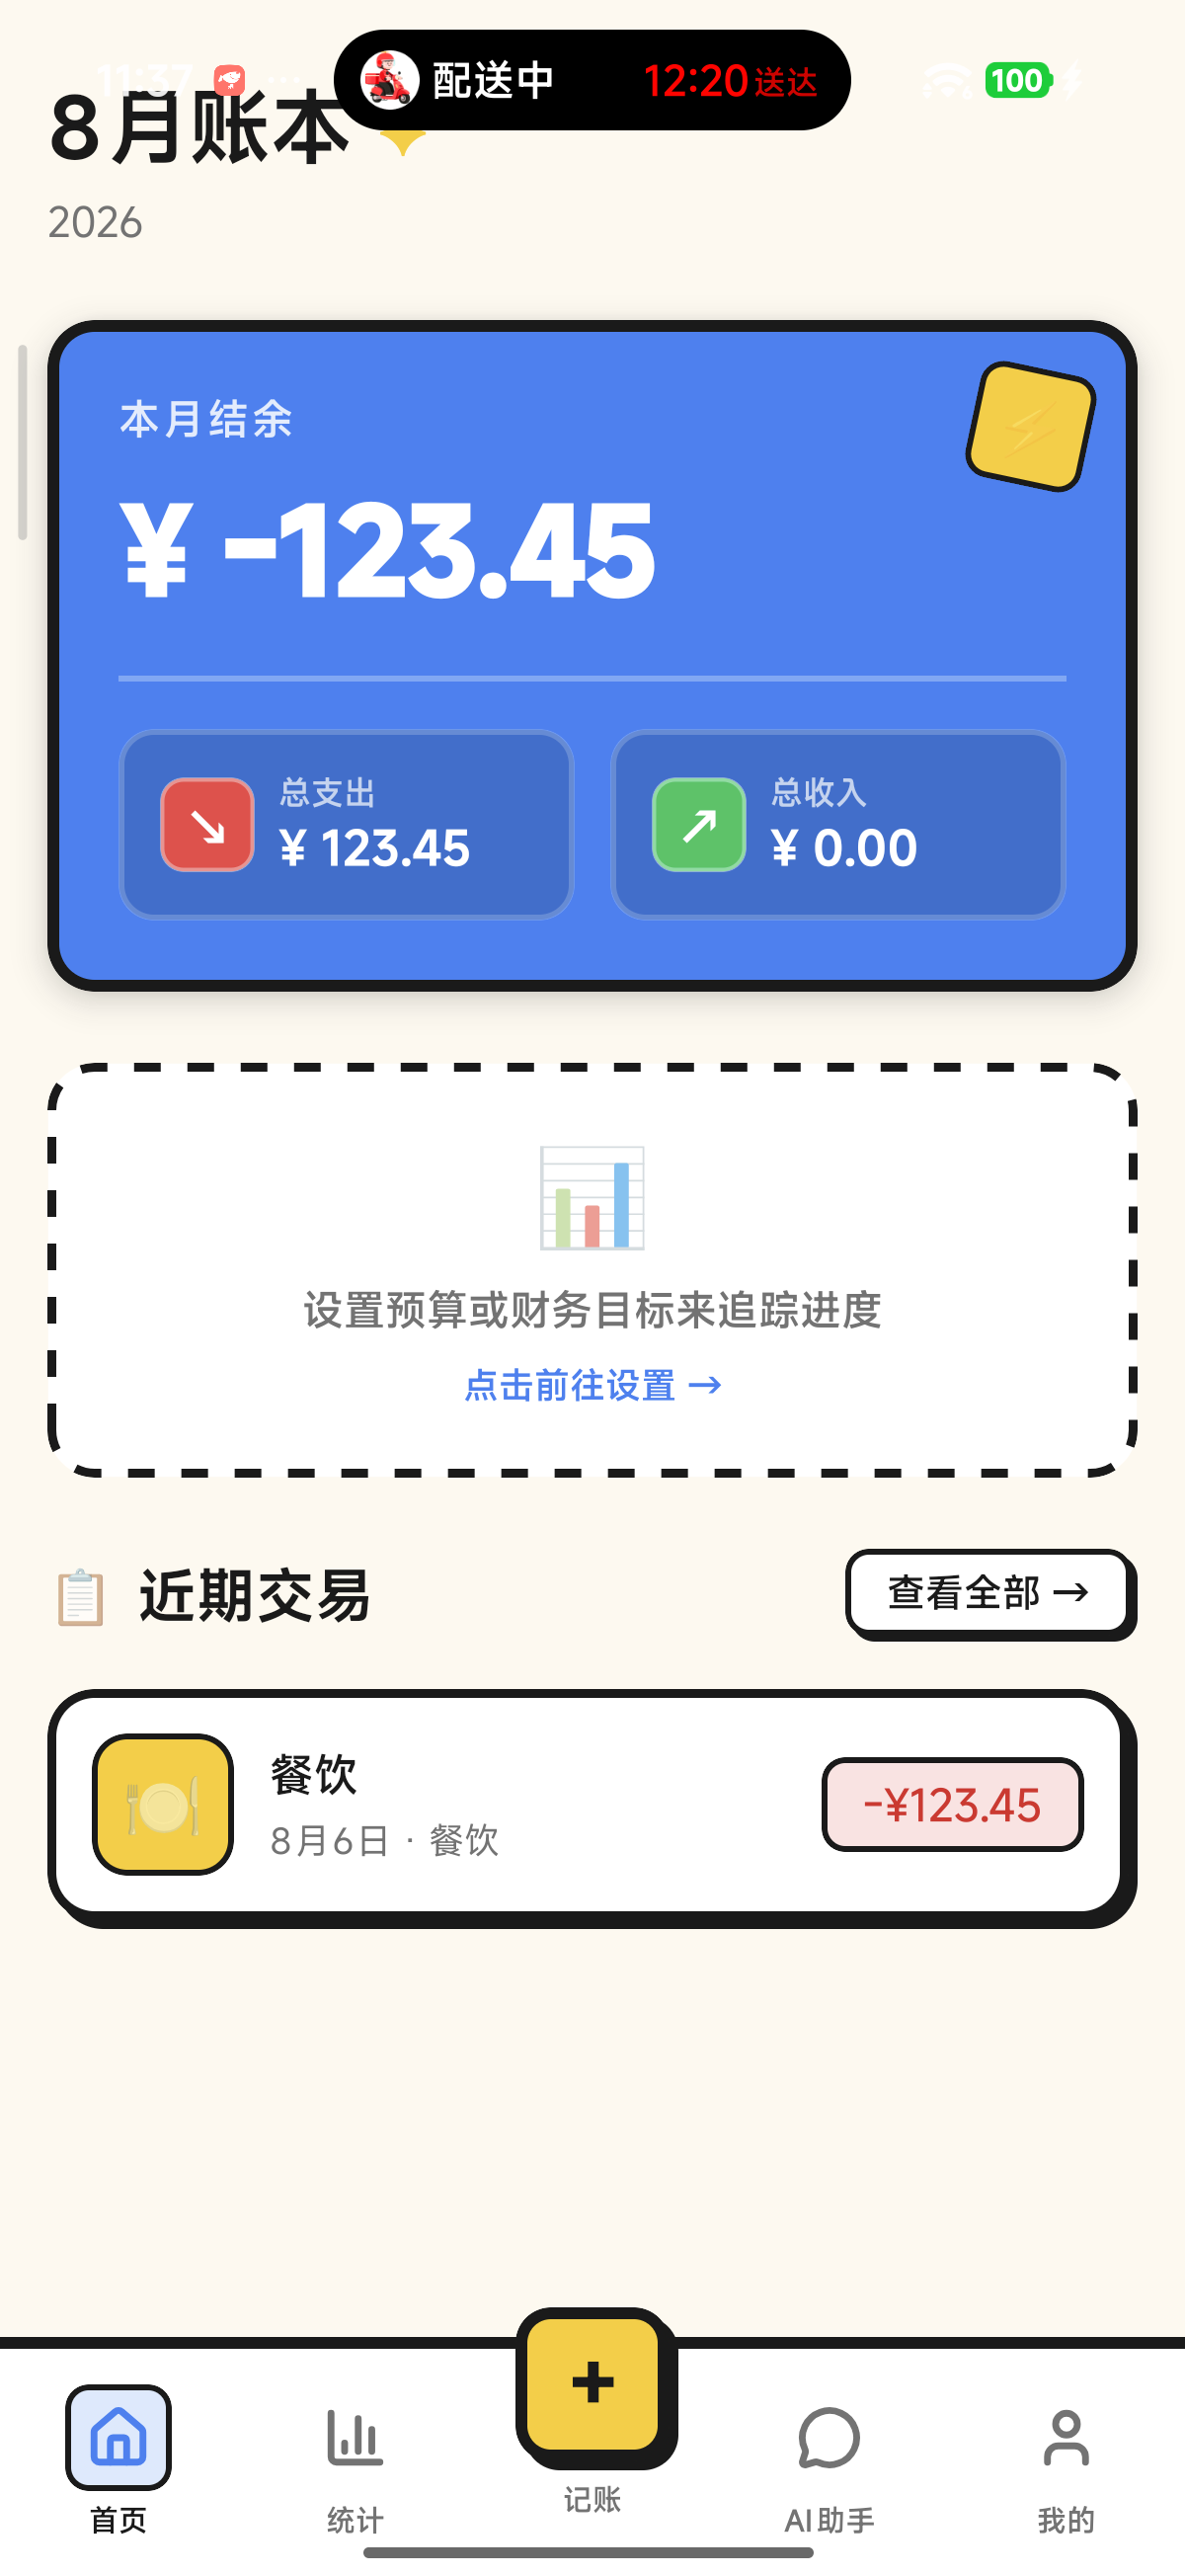 11:37
配送中
12:20 送达
100
8月账本
2026
本月结余
¥ -123.45
总支出
¥ 123.45
总收入
¥ 0.00
设置预算或财务目标来追踪进度
点击前往设置 →
近期交易
查看全部 →
餐饮
8月6日 · 餐饮
-¥123.45
首页
统计
记账
AI助手
我的